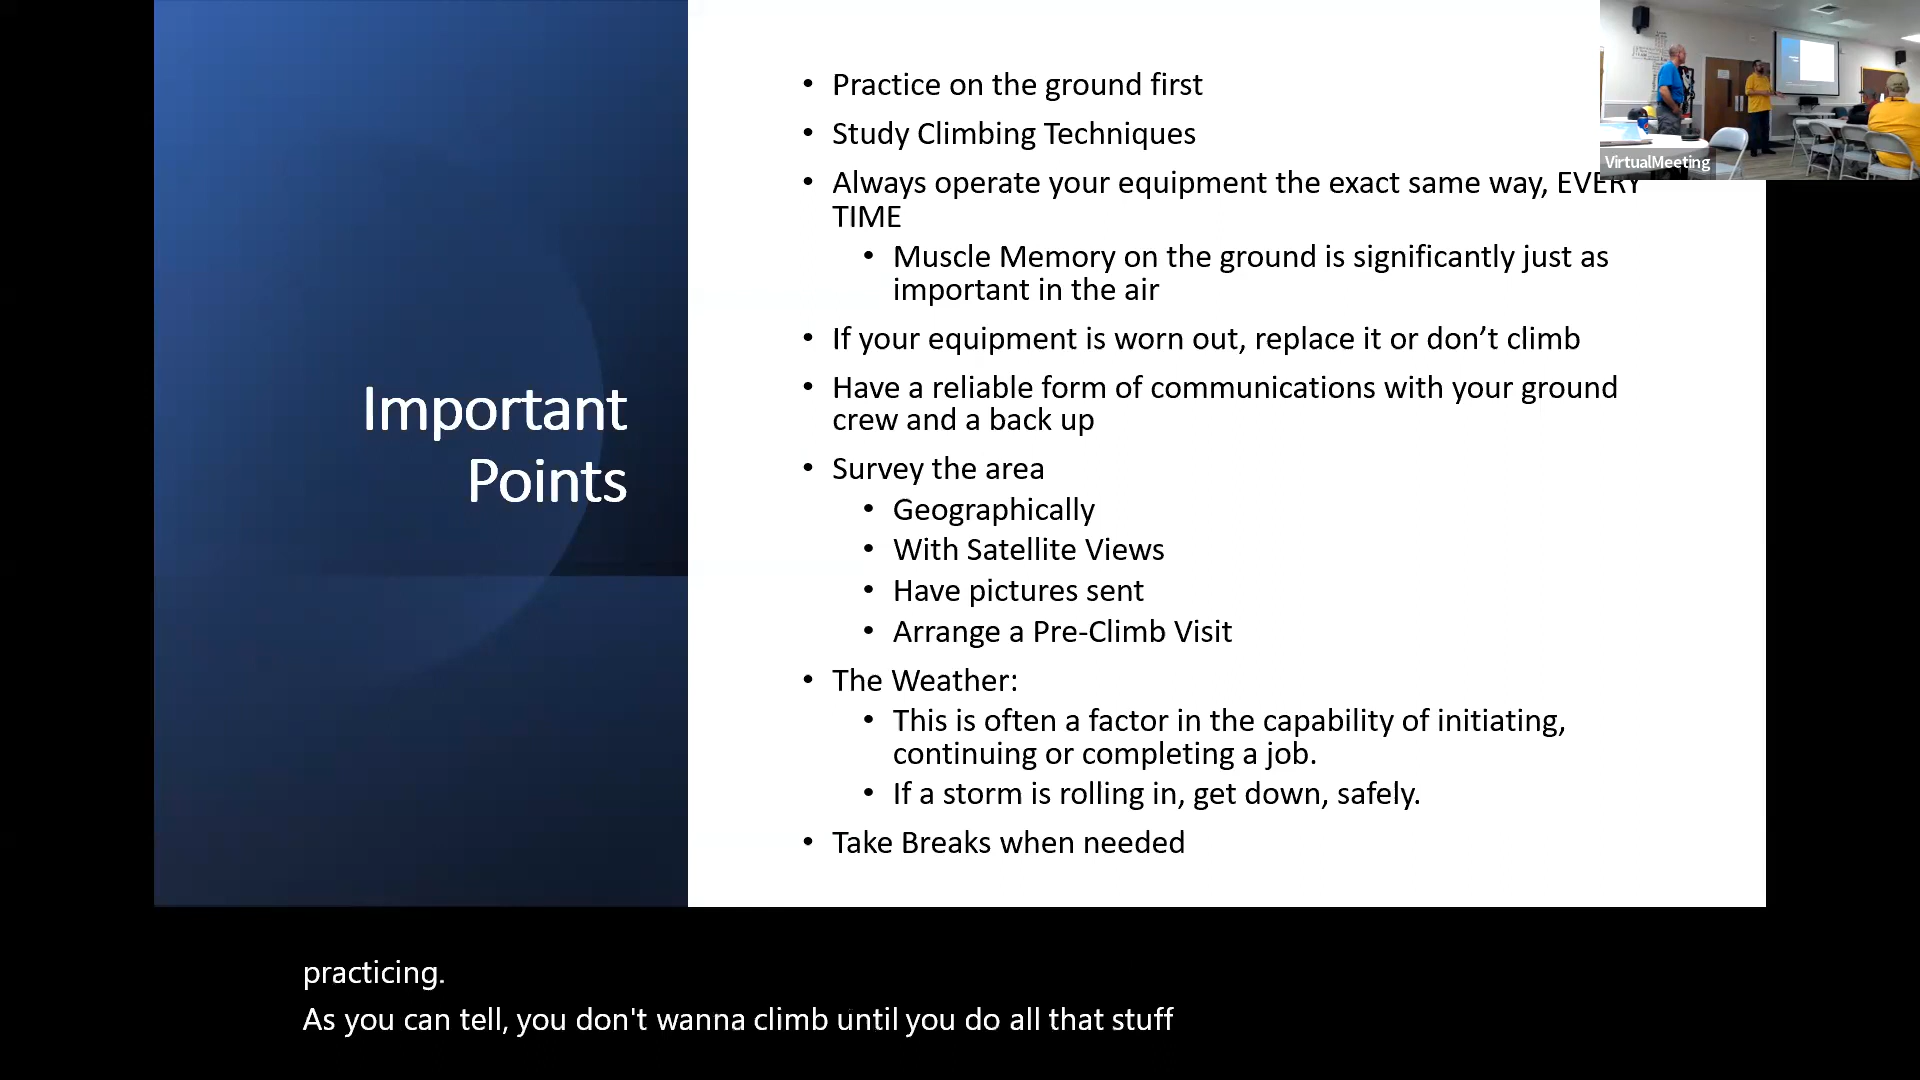 Important
Points
• Practice on the ground first
• Study Climbing Techniques
• Always operate your equipment the exact same way, EVERY
TIME
• Muscle Memory on the ground is significantly just as
important in the air
• If your equipment is worn out, replace it or don’t climb
• Have a reliable form of communications with your ground
crew and a back up
• Survey the area
• Geographically
• With Satellite Views
• Have pictures sent
• Arrange a Pre-Climb Visit
• The Weather:
• This is often a factor in the capability of initiating,
continuing or completing a job.
• If a storm is rolling in, get down, safely.
• Take Breaks when needed
VirtualMeeting
practicing.
As you can tell, you don't wanna climb until you do all that stuff